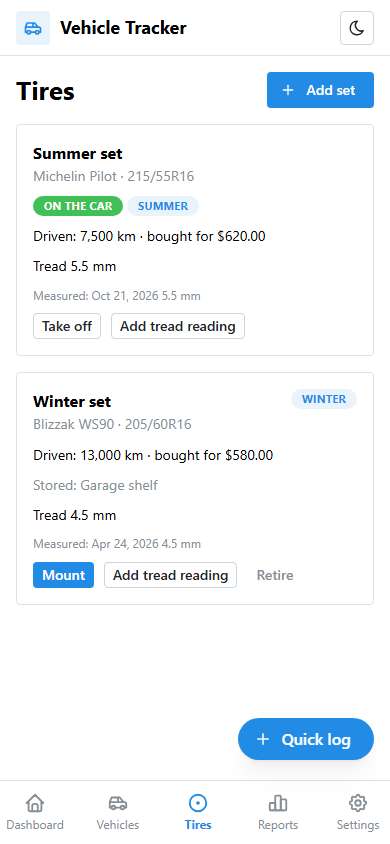 Vehicle Tracker
Tires
Add set
Summer set
Michelin Pilot · 215/55R16
ON THE CAR SUMMER
Driven: 7,500 km · bought for $620.00
Tread 5.5 mm
Measured: Oct 21, 2026 5.5 mm
Take off Add tread reading
Winter set WINTER
Blizzak WS90 · 205/60R16
Driven: 13,000 km · bought for $580.00
Stored: Garage shelf
Tread 4.5 mm
Measured: Apr 24, 2026 4.5 mm
Mount Add tread reading Retire
Quick log
Dashboard Vehicles Tires Reports Settings